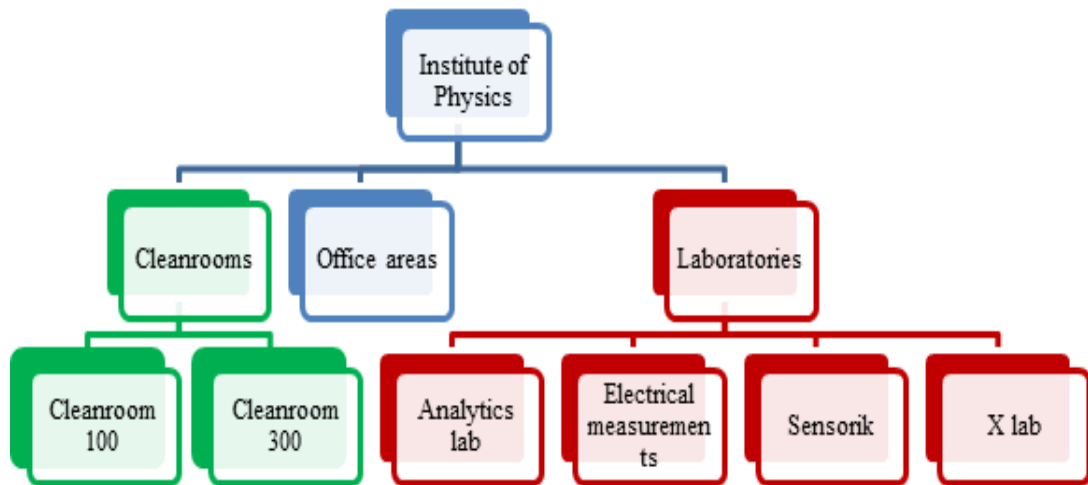 Institute of
Physics
Cleanrooms
Office areas
Laboratories
Cleanroom
100
Cleanroom
300
Analytics
lab
Electrical
measuremen
ts
Sensorik
X lab